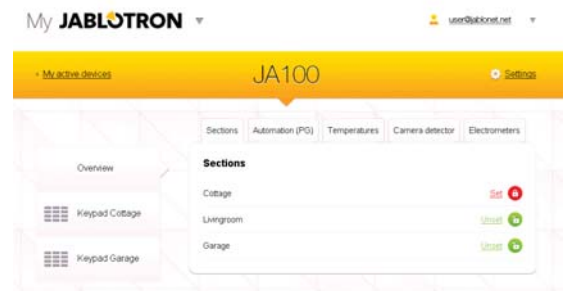 My JABLOTRON
user@jablonet.net
My active devices
JA100
Settings
Sections
Automation (PG)
Temperatures
Camera detector
Electrometers
Overview
Sections
Cottage
Set
Keypad Cottage
Livingroom
Unset
Garage
Unset
Keypad Garage